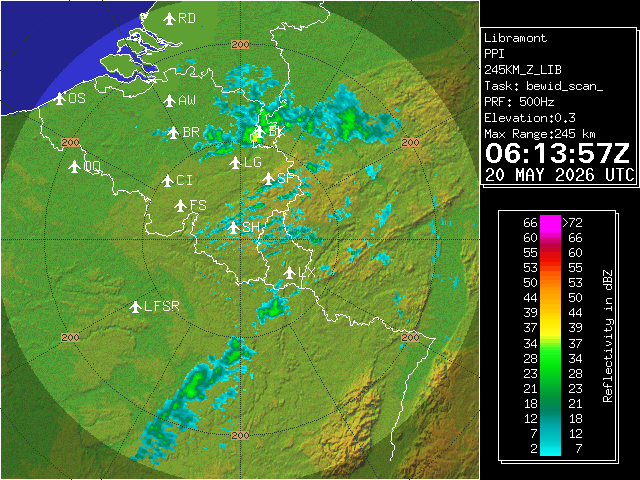 Libramont
PPI
245KM_Z_LIB
Task: bewid_scan_
PRF: 500Hz
Elevation:0.3
Max Range:245 km
06:13:57Z
20 MAY 2026 UTC
RD
200
OS
AW
BR
200
200
LG
CI
FS
SH
LX
LFSR
200
200
200
66 >72
60 66
55 60
53 55
50 53
44 50
39 44
37 39
34 37
28 34
23 28
21 23
18 21
12 18
7 12
2 7
Reflectivity in dBZ